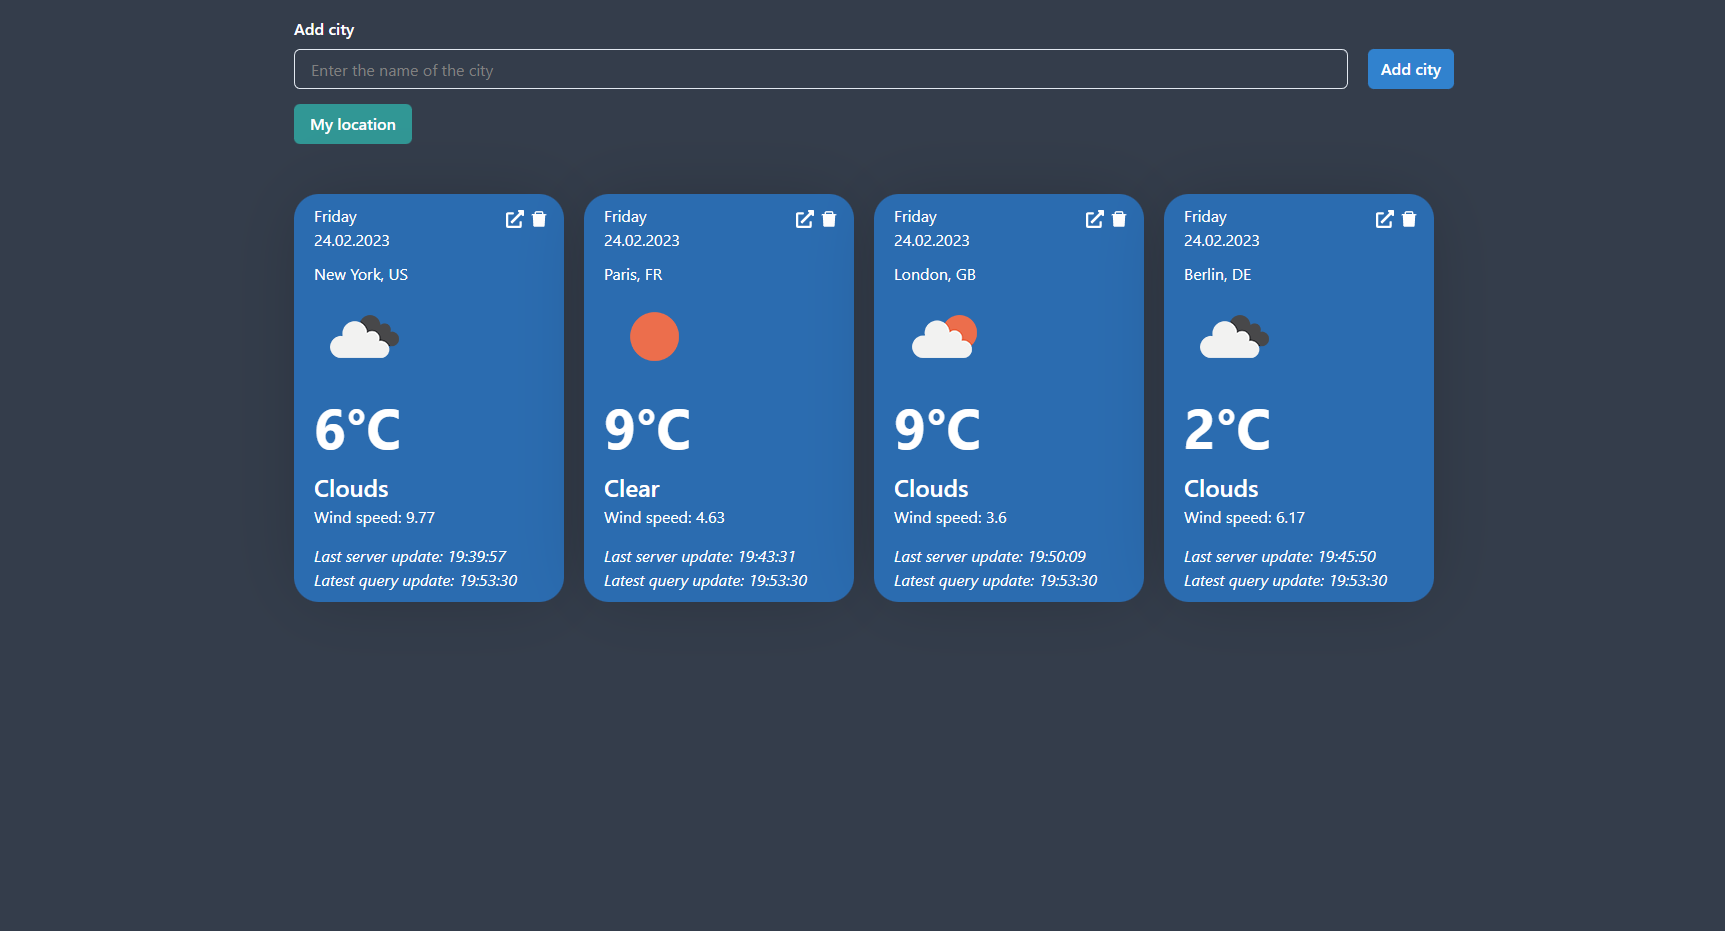 Add city
Enter the name of the city
Add city
My location
Friday
24.02.2023
New York, US
6°C
Clouds
Wind speed: 9.77
Last server update: 19:39:57
Latest query update: 19:53:30
Friday
24.02.2023
Paris, FR
9°C
Clear
Wind speed: 4.63
Last server update: 19:43:31
Latest query update: 19:53:30
Friday
24.02.2023
London, GB
9°C
Clouds
Wind speed: 3.6
Last server update: 19:50:09
Latest query update: 19:53:30
Friday
24.02.2023
Berlin, DE
2°C
Clouds
Wind speed: 6.17
Last server update: 19:45:50
Latest query update: 19:53:30